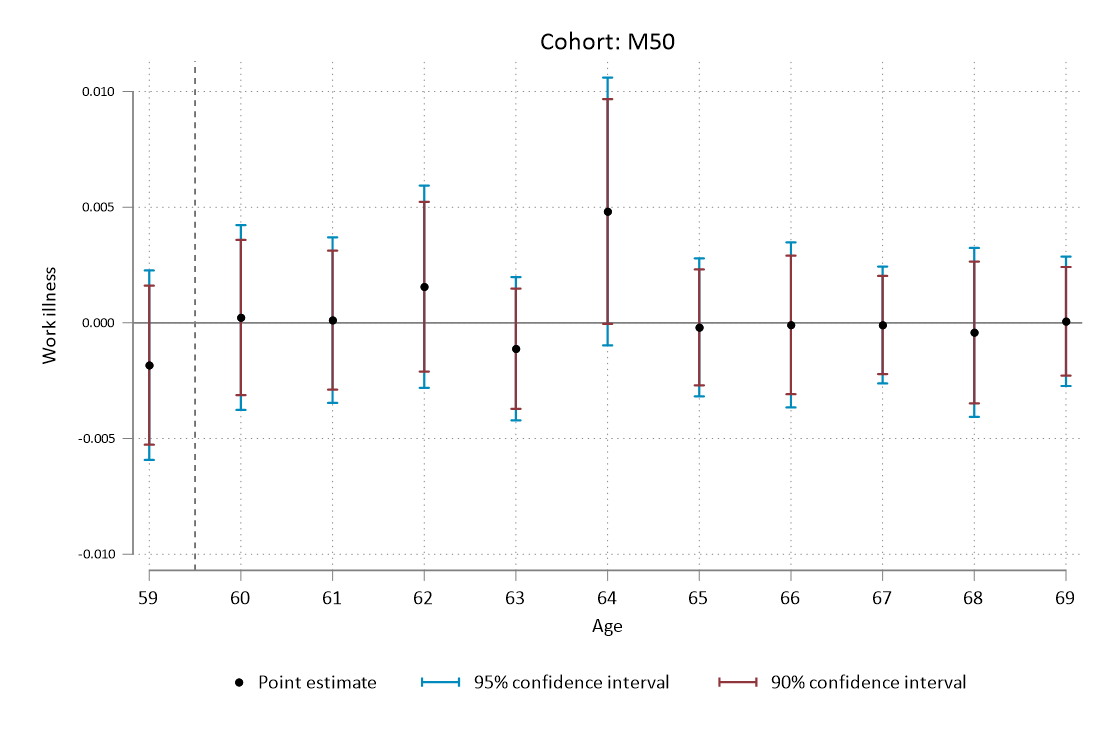 Cohort: M50
0.010
0.005
0.000
-0.005
-0.010
Work illness
59 60 61 62 63 64 65 66 67 68 69
Age
Point estimate 95% confidence interval 90% confidence interval